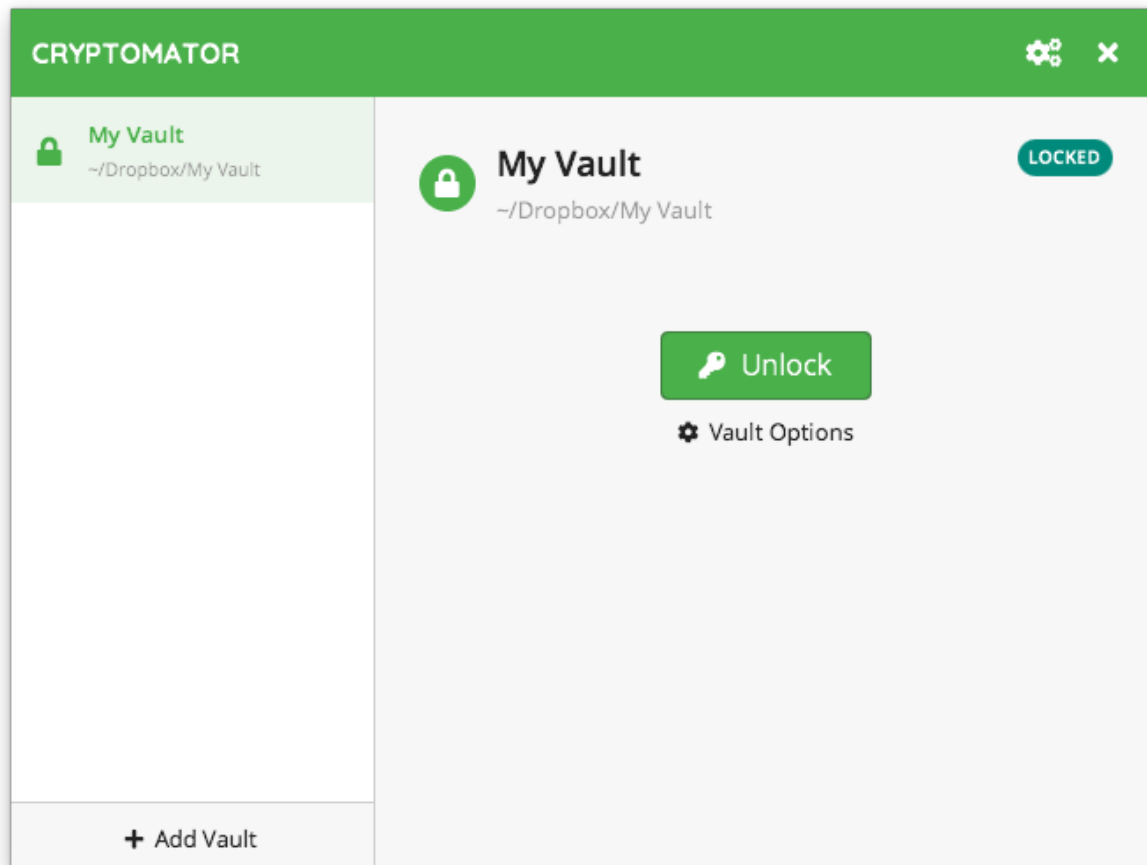 CRYPTOMATOR
My Vault
~/Dropbox/My Vault
My Vault
LOCKED
~/Dropbox/My Vault
Unlock
Vault Options
Add Vault